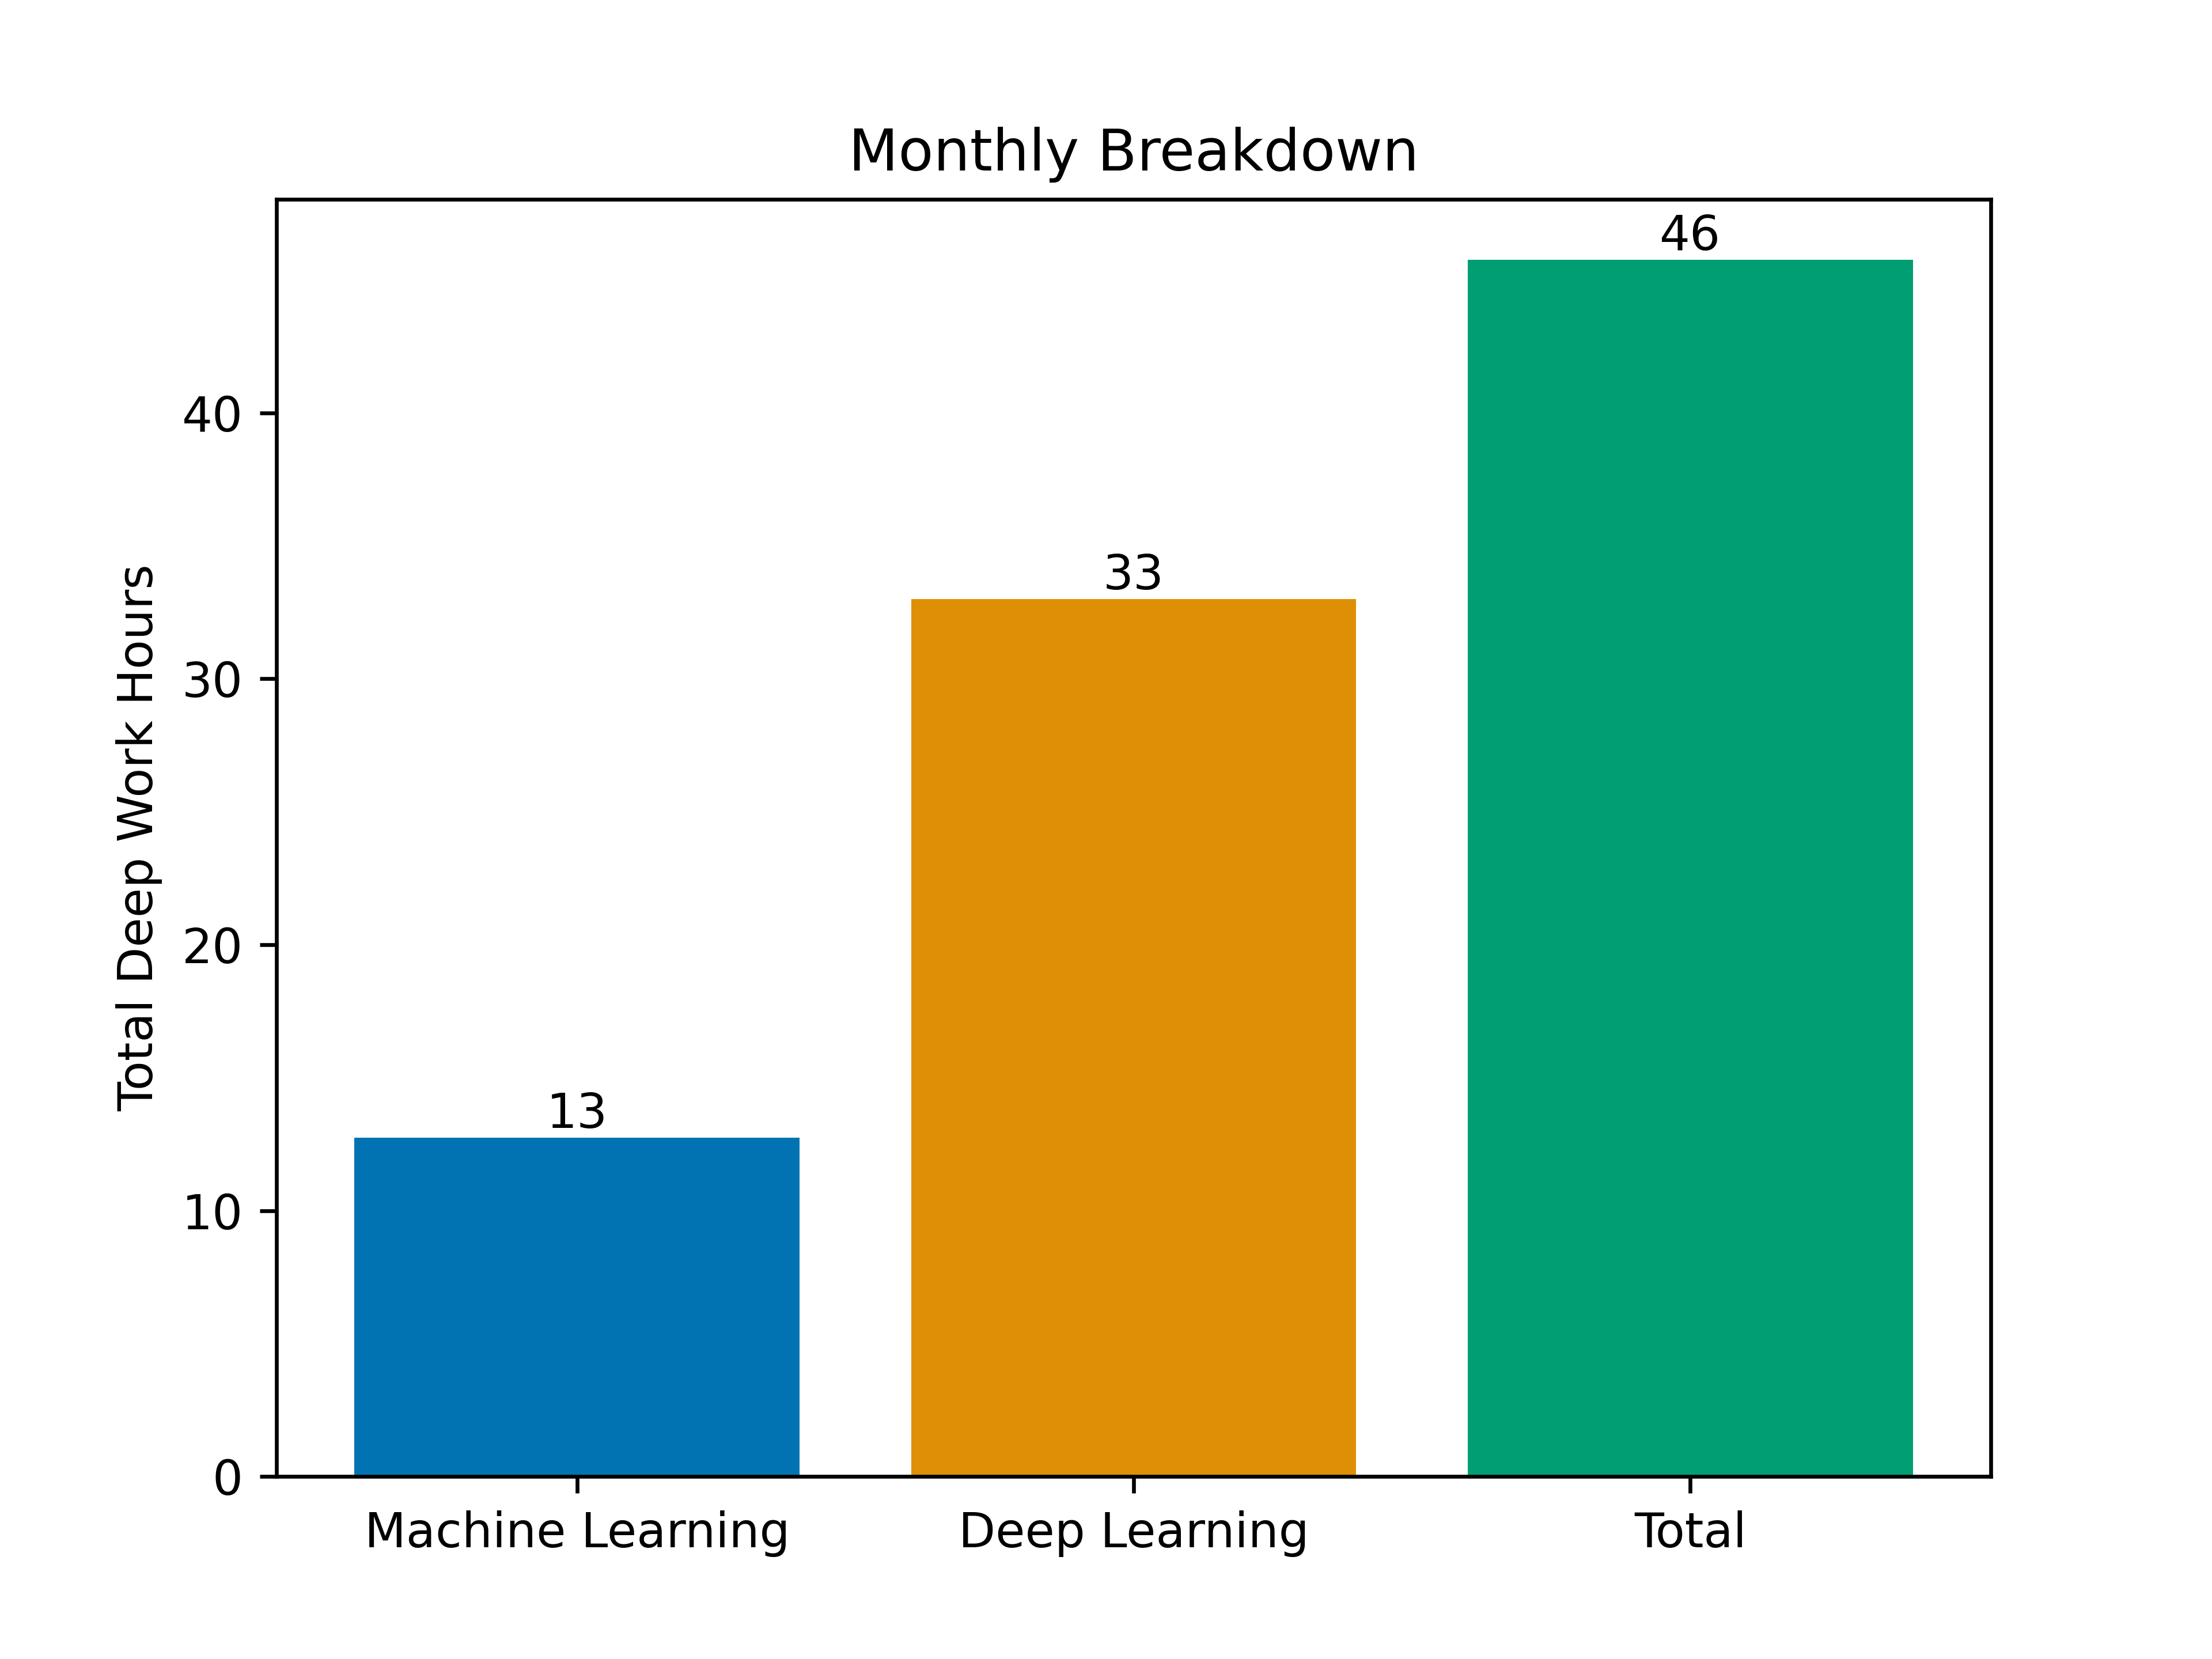 Monthly Breakdown
46
40
33
30
20
13
10
0
Total Deep Work Hours
Machine Learning
Deep Learning
Total